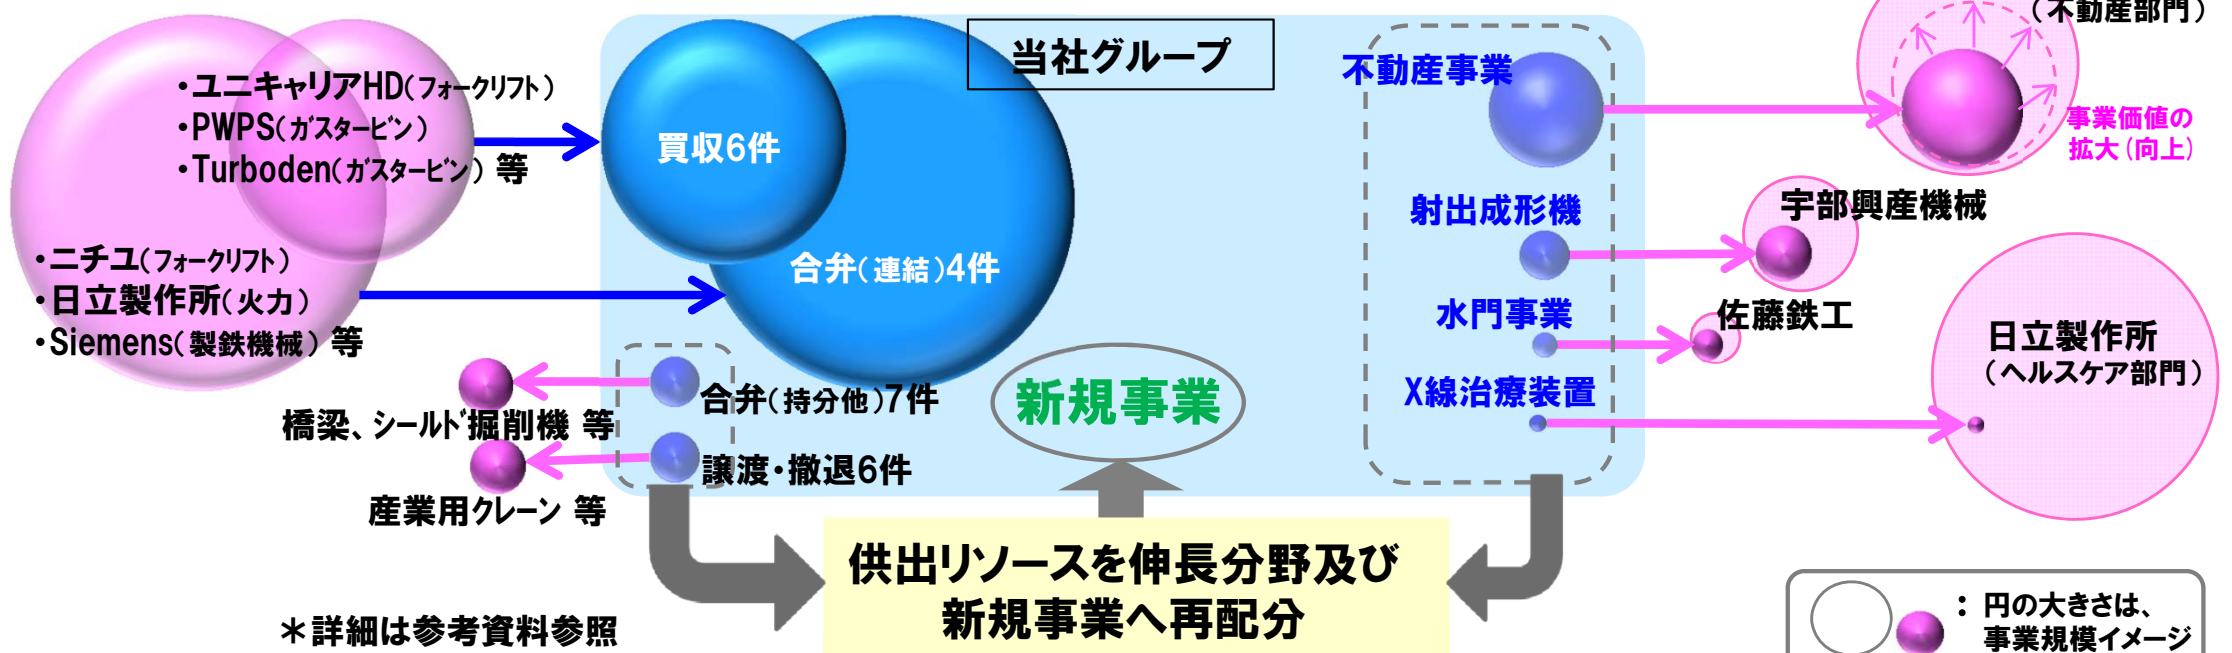 ・ユニキャリアHD(フォークリフト)
・PWPS(ガスタービン)
・Turboden(ガスタービン) 等
・ニチユ(フォークリフト)
・日立製作所(火力)
・Siemens(製鉄機械) 等
橋梁、シールド掘削機 等
産業用クレーン 等
*詳細は参考資料参照
当社グループ
買収6件
合弁(連結)4件
合弁(持分他)7件
譲渡・撤退6件
新規事業
供出リソースを伸長分野及び
新規事業へ再配分
不動産事業
射出成形機
水門事業
X線治療装置
(不動産部門)
事業価値の
拡大(向上)
宇部興産機械
佐藤鉄工
日立製作所
(ヘルスケア部門)
: 円の大きさは、
事業規模イメージ